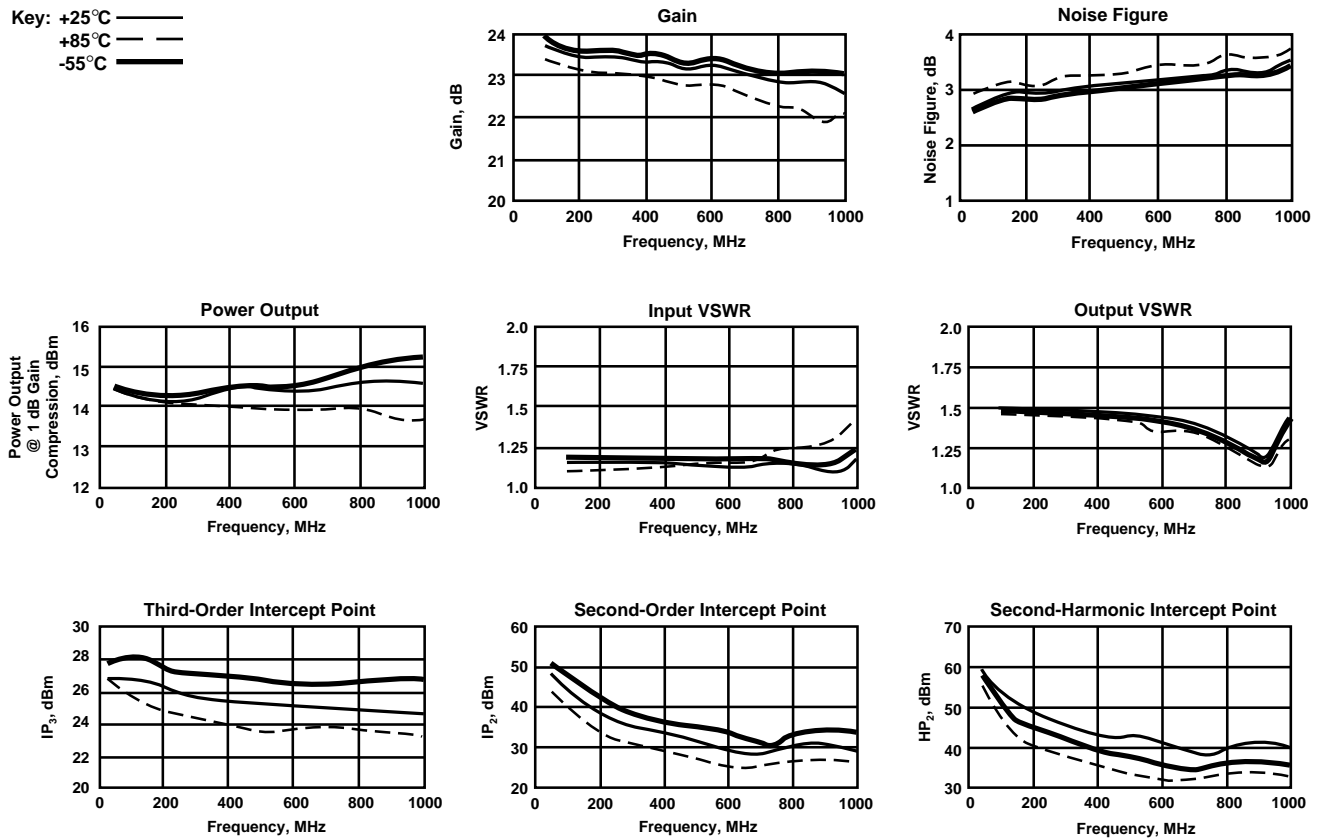 Key: +25°C
+85°C
-55°C
Gain
24
23
22
21
20
Gain, dB
0 200 400 600 800 1000
Frequency, MHz
Noise Figure
4
3
2
1
Noise Figure, dB
0 200 400 600 800 1000
Frequency, MHz
Power Output
16
15
14
13
12
Power Output
@ 1 dB Gain
Compression, dBm
0 200 400 600 800 1000
Frequency, MHz
Input VSWR
2.0
1.75
1.5
1.25
1.0
VSWR
0 200 400 600 800 1000
Frequency, MHz
Output VSWR
2.0
1.75
1.5
1.25
1.0
VSWR
0 200 400 600 800 1000
Frequency, MHz
Third-Order Intercept Point
30
28
26
24
22
20
IP3, dBm
0 200 400 600 800 1000
Frequency, MHz
Second-Order Intercept Point
60
50
40
30
20
IP2, dBm
0 200 400 600 800 1000
Frequency, MHz
Second-Harmonic Intercept Point
70
60
50
40
30
HP2, dBm
0 200 400 600 800 1000
Frequency, MHz